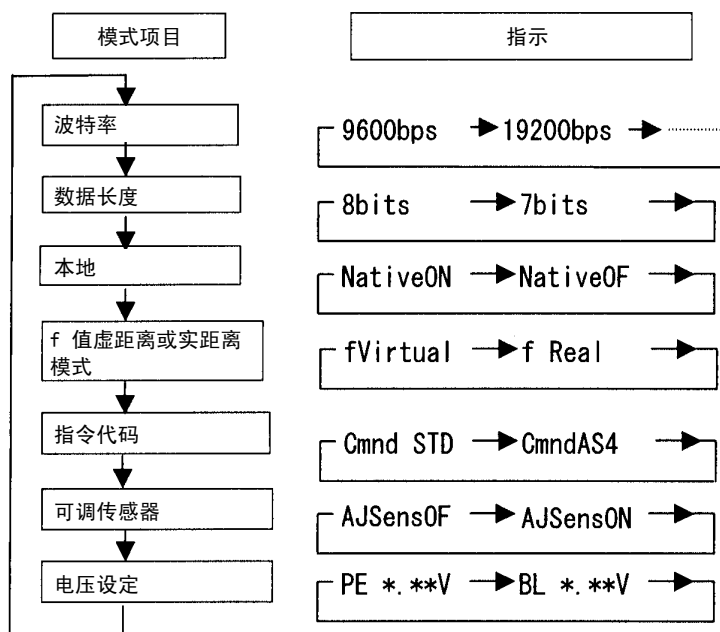 模式项目
指示
波特率
9600bps 19200bps
数据长度
8bits 7bits
本地
NativeON NativeOF
f 值虚距离或实距离
模式
fVirtual f Real
指令代码
Cmnd STD CmndAS4
可调传感器
AJSensOF AJSensON
电压设定
PE *.**V BL *.**V